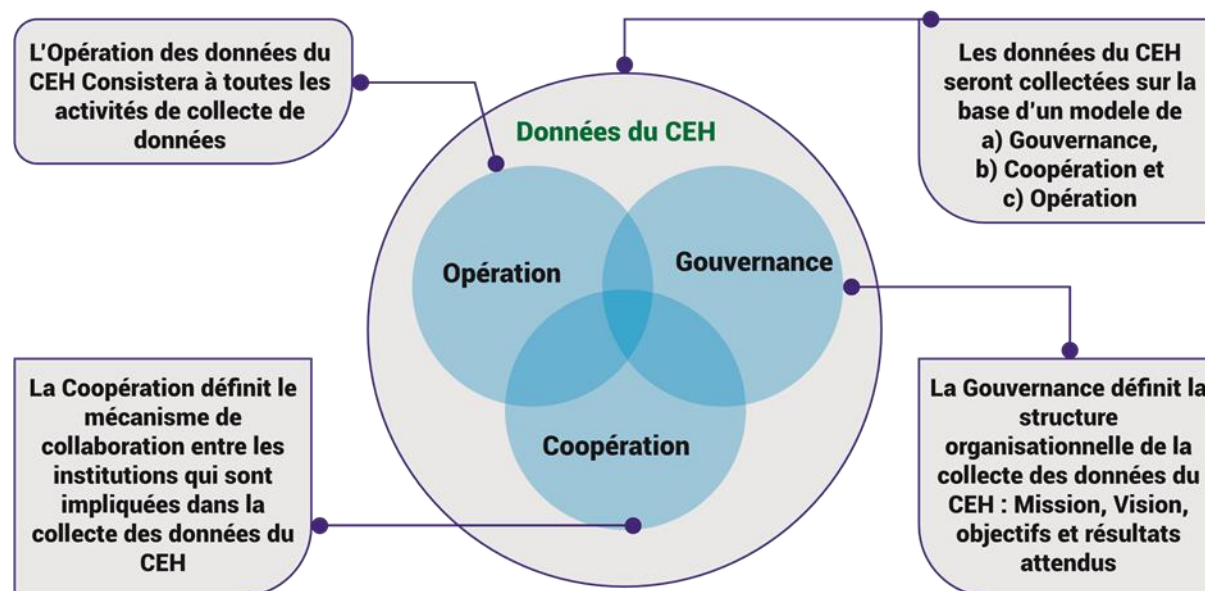 L'Opération des données du
CEH Consistera à toutes les
activités de collecte de
données
Les données du CEH
seront collectées sur la
base d'un modele de
a) Gouvernance,
b) Coopération et
c) Opération
Données du CEH
Opération
Gouvernance
Coopération
La Coopération définit le
mécanisme de
collaboration entre les
institutions qui sont
impliquées dans la
collecte des données du
CEH
La Gouvernance définit la
structure
organisationnelle de la
collecte des données du
CEH : Mission, Vision,
objectifs et résultats
attendus